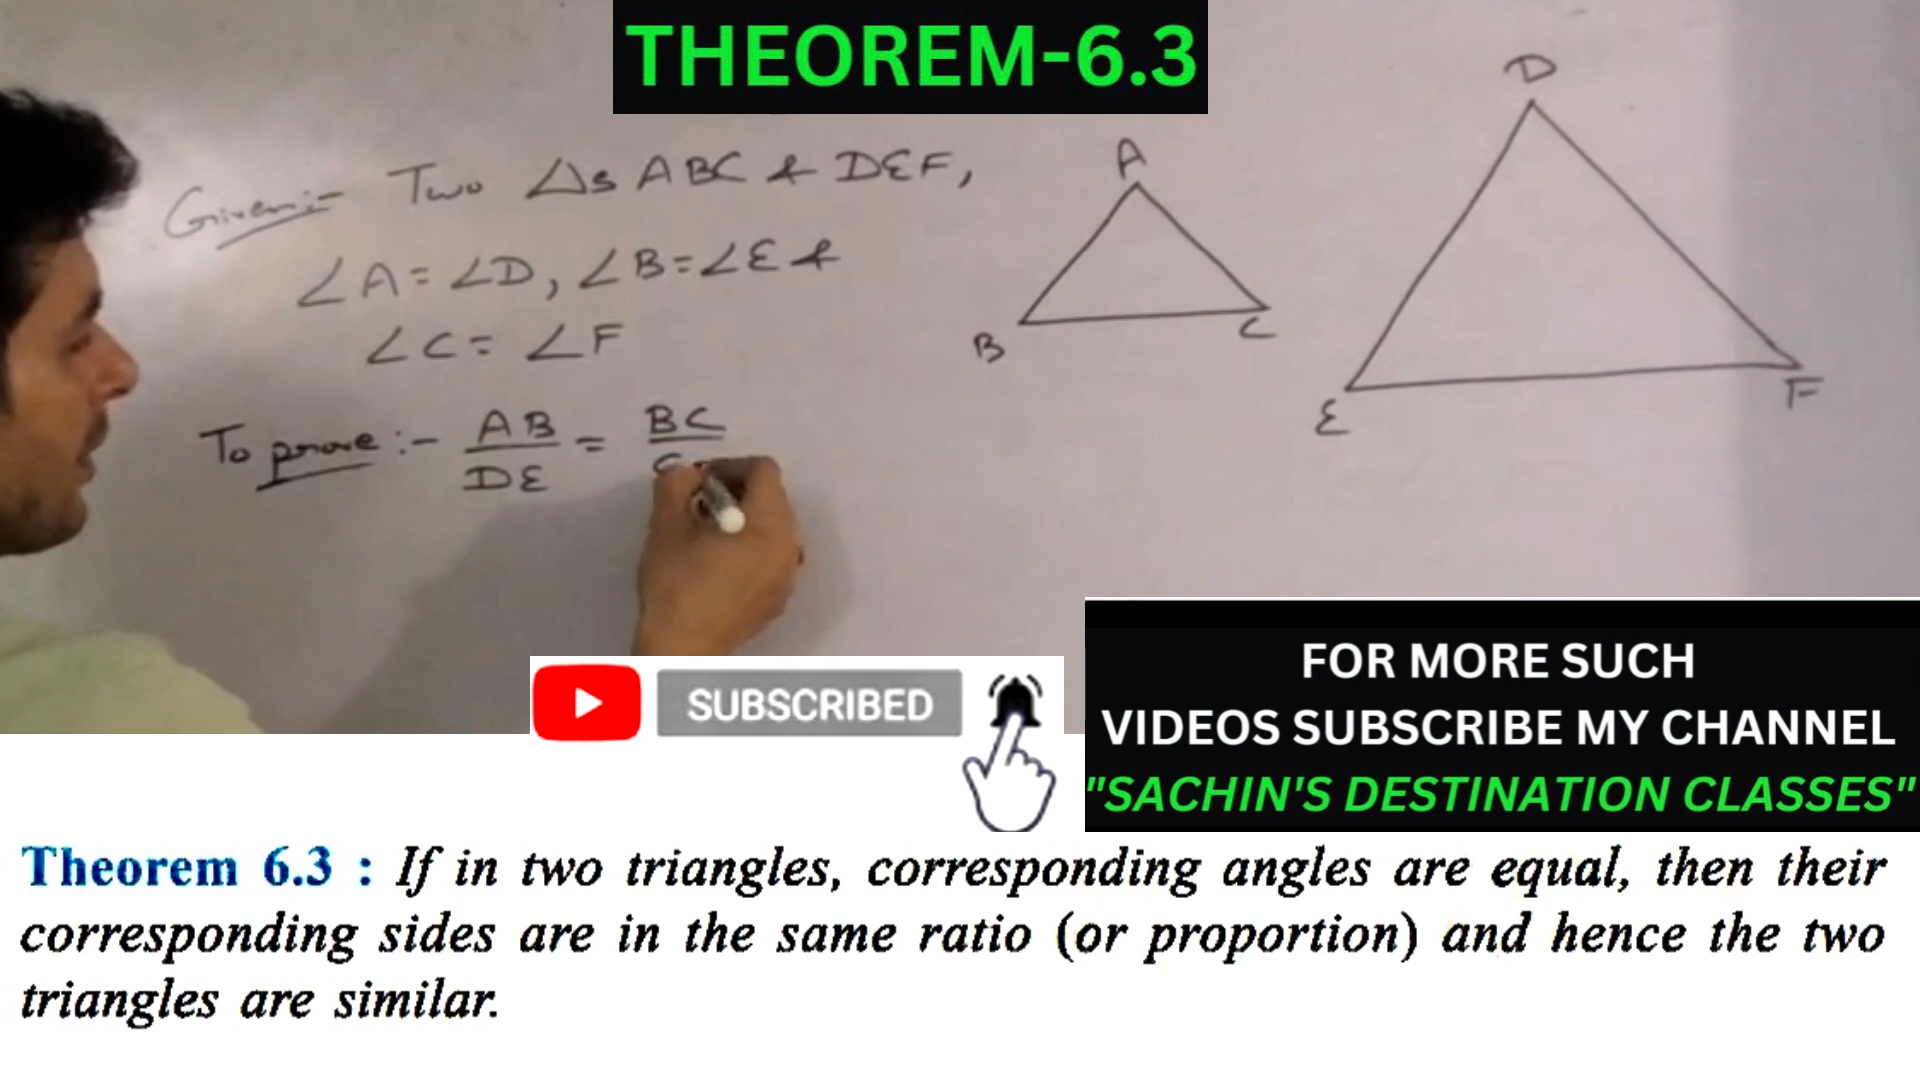 THEOREM-6.3
Given:- Two △s ABC & DEF,
∠A=∠D, ∠B=∠E &
∠C= ∠F
To prove:- AB/DE = BC/
A
B
C
D
E
F
SUBSCRIBED
FOR MORE SUCH
VIDEOS SUBSCRIBE MY CHANNEL
"SACHIN'S DESTINATION CLASSES"
Theorem 6.3 : If in two triangles, corresponding angles are equal, then their
corresponding sides are in the same ratio (or proportion) and hence the two
triangles are similar.